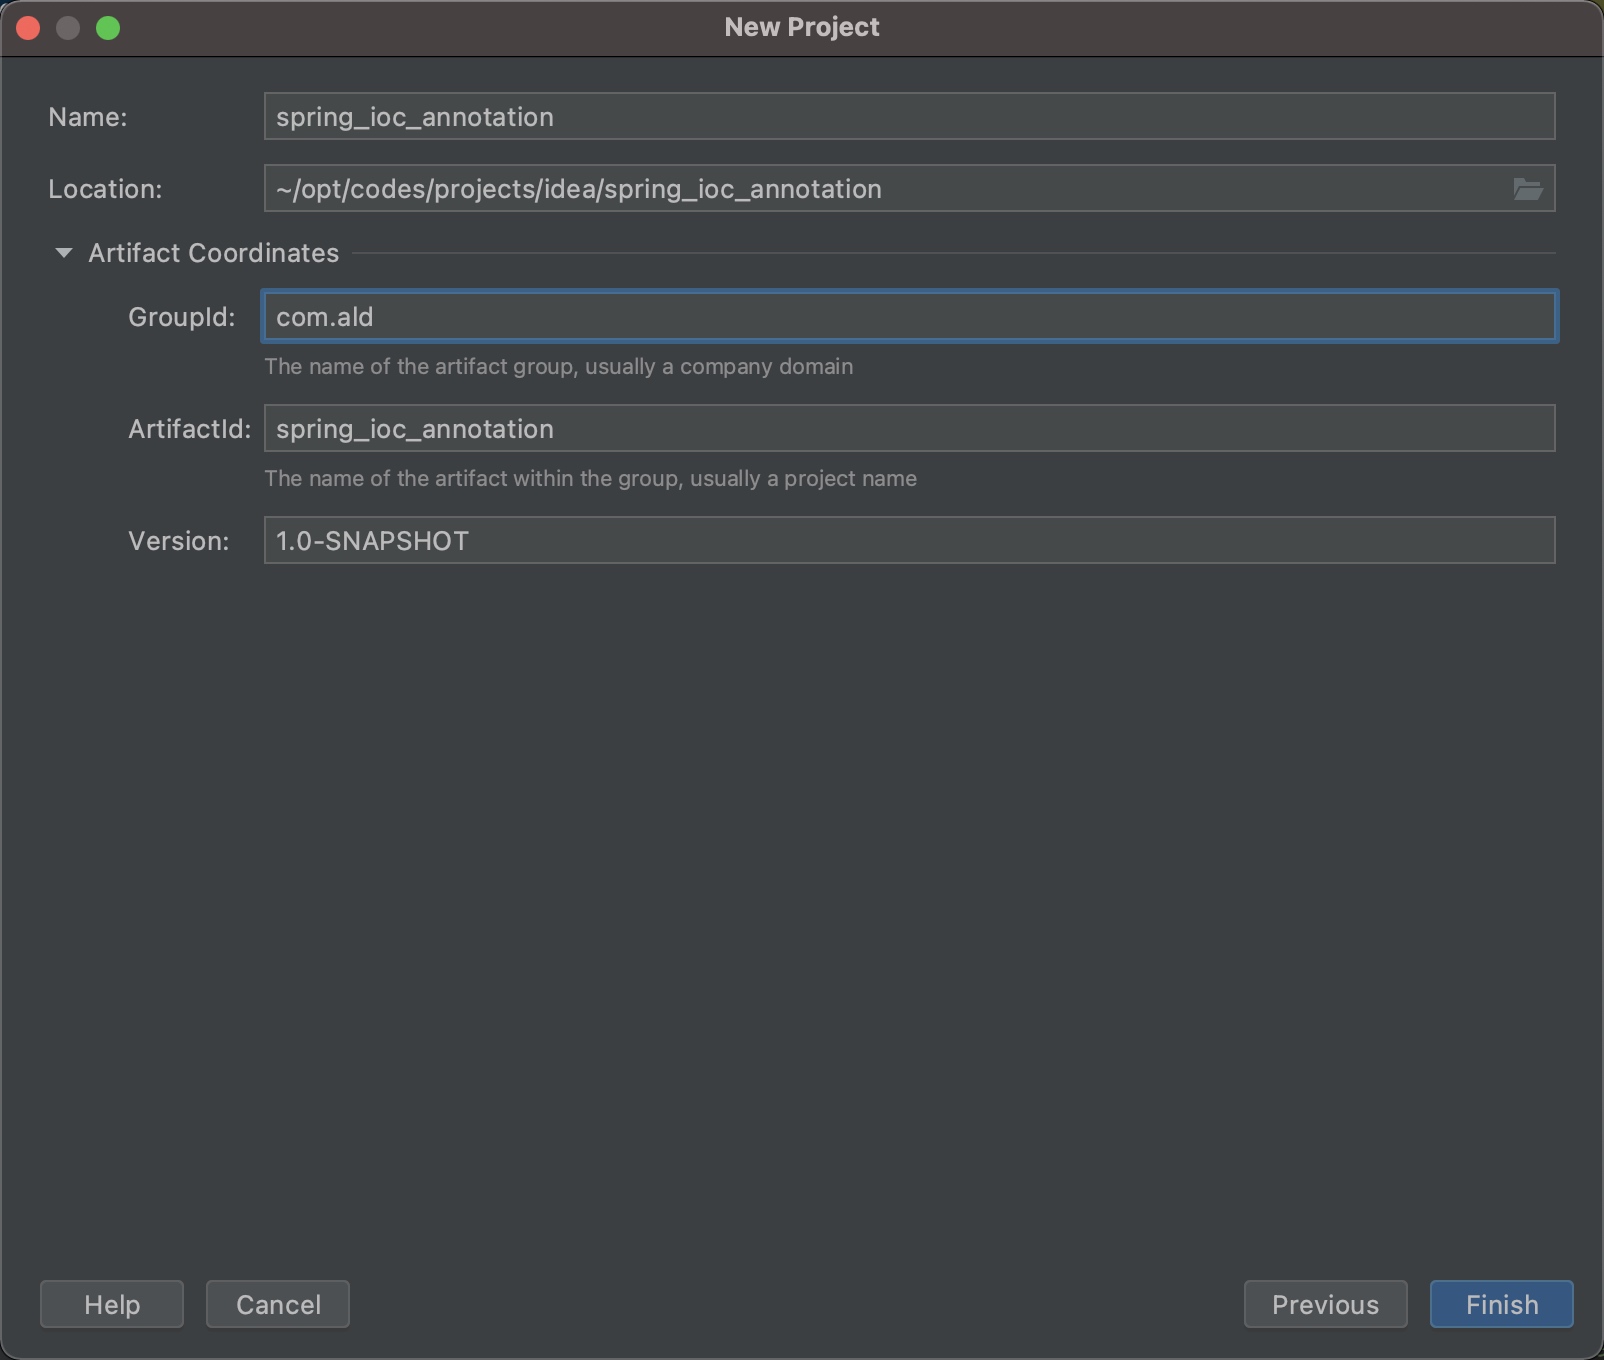 New Project
Name: spring_ioc_annotation
Location: ~/opt/codes/projects/idea/spring_ioc_annotation
Artifact Coordinates
GroupId: com.ald
The name of the artifact group, usually a company domain
ArtifactId: spring_ioc_annotation
The name of the artifact within the group, usually a project name
Version: 1.0-SNAPSHOT
Help Cancel Previous Finish